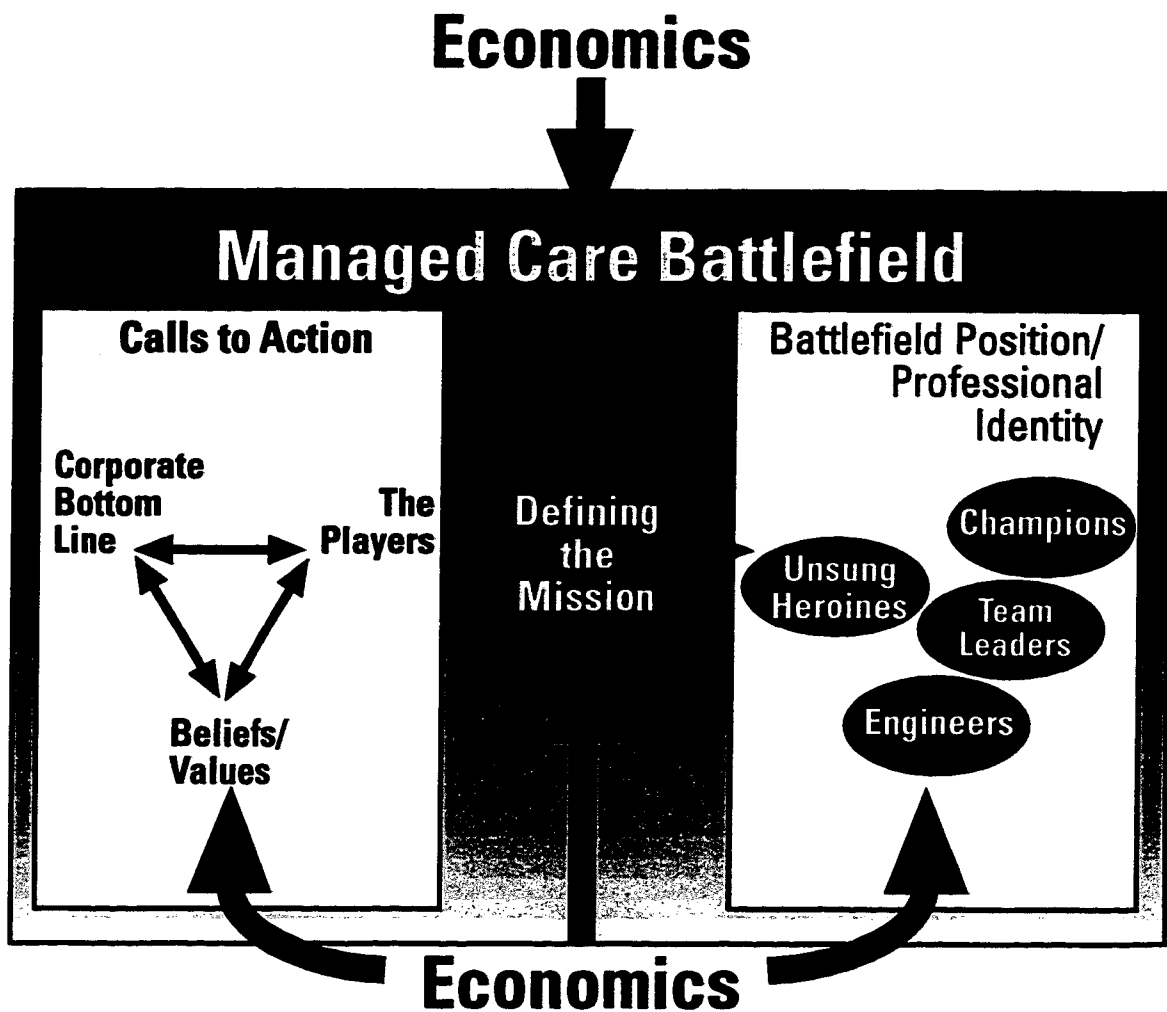 Economics
Managed Care Battlefield
Calls to Action
Corporate
Bottom
Line
The
Players
Beliefs/
Values
Defining
the
Mission
Battlefield Position/
Professional
Identity
Champions
Unsung
Heroines
Team
Leaders
Engineers
Economics